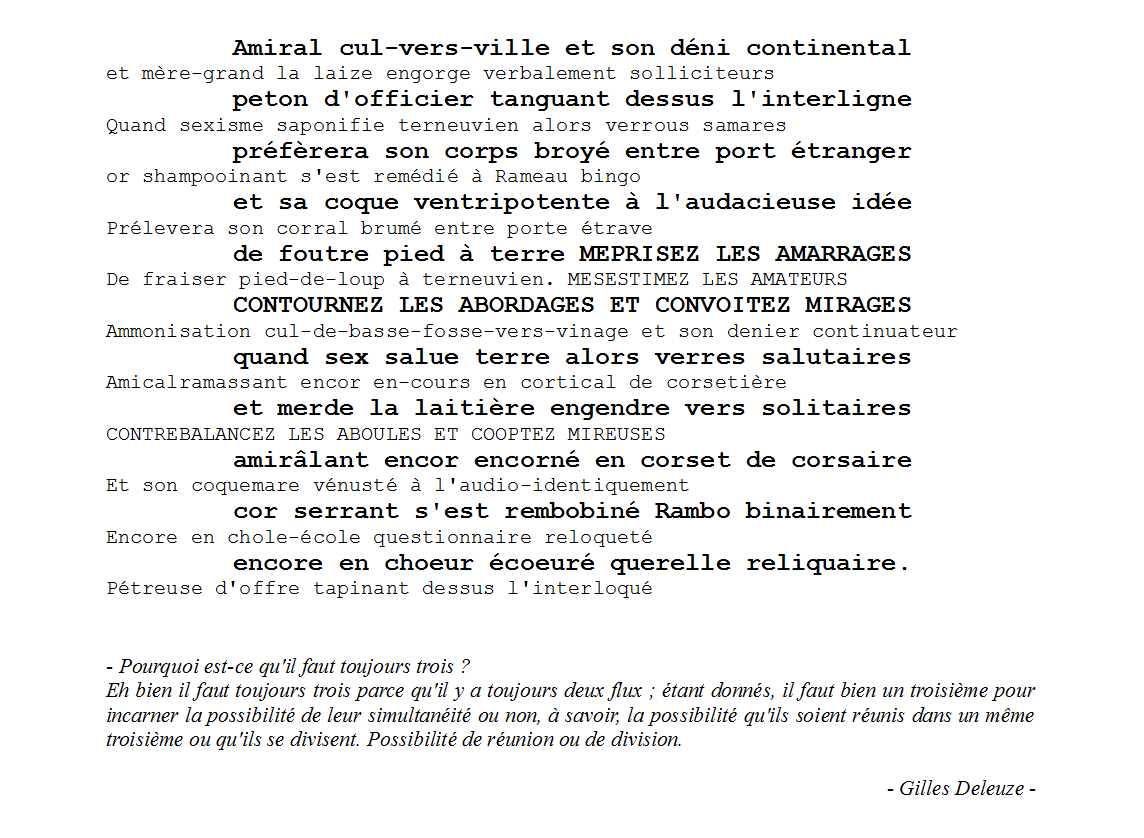 Amiral cul-vers-ville et son déni continental
et mère-grand la laize engorge verbalement solliciteurs
peton d'officier tanguant dessus l'interligne
Quand sexisme saponifie terneuvien alors verrous samares
préfèrera son corps broyé entre port étranger
or shampooinant s'est remédié à Rameau bingo
et sa coque ventripotente à l'audacieuse idée
Prélevera son corral brumé entre porte étrave
de foutre pied à terre MEPRISEZ LES AMARRAGES
De fraiser pied-de-loup à terneuvien. MESESTIMEZ LES AMATEURS
CONTOURNEZ LES ABORDAGES ET CONVOITEZ MIRAGES
Ammonisation cul-de-basse-fosse-vers-vinage et son denier continuateur
quand sex salue terre alors verres salutaires
Amicalramassant encor en-cours en cortical de corsetière
et merde la laitière engendre vers solitaires
CONTREBALANCEZ LES ABOULES ET COOPTEZ MIREUSES
amirâlant encor encorné en corset de corsaire
Et son coquemare vénusté à l'audio-identiquement
cor serrant s'est rembobiné Rambo binairement
Encore en chole-école questionnaire reloqueté
encore en choeur écoeuré querelle reliquaire.
Pétreuse d'offre tapinant dessus l'interloqué
- Pourquoi est-ce qu'il faut toujours trois ?
Eh bien il faut toujours trois parce qu'il y a toujours deux flux ; étant donnés, il faut bien un troisième pour
incarner la possibilité de leur simultanéité ou non, à savoir, la possibilité qu'ils soient réunis dans un même
troisième ou qu'ils se divisent. Possibilité de réunion ou de division.
- Gilles Deleuze -